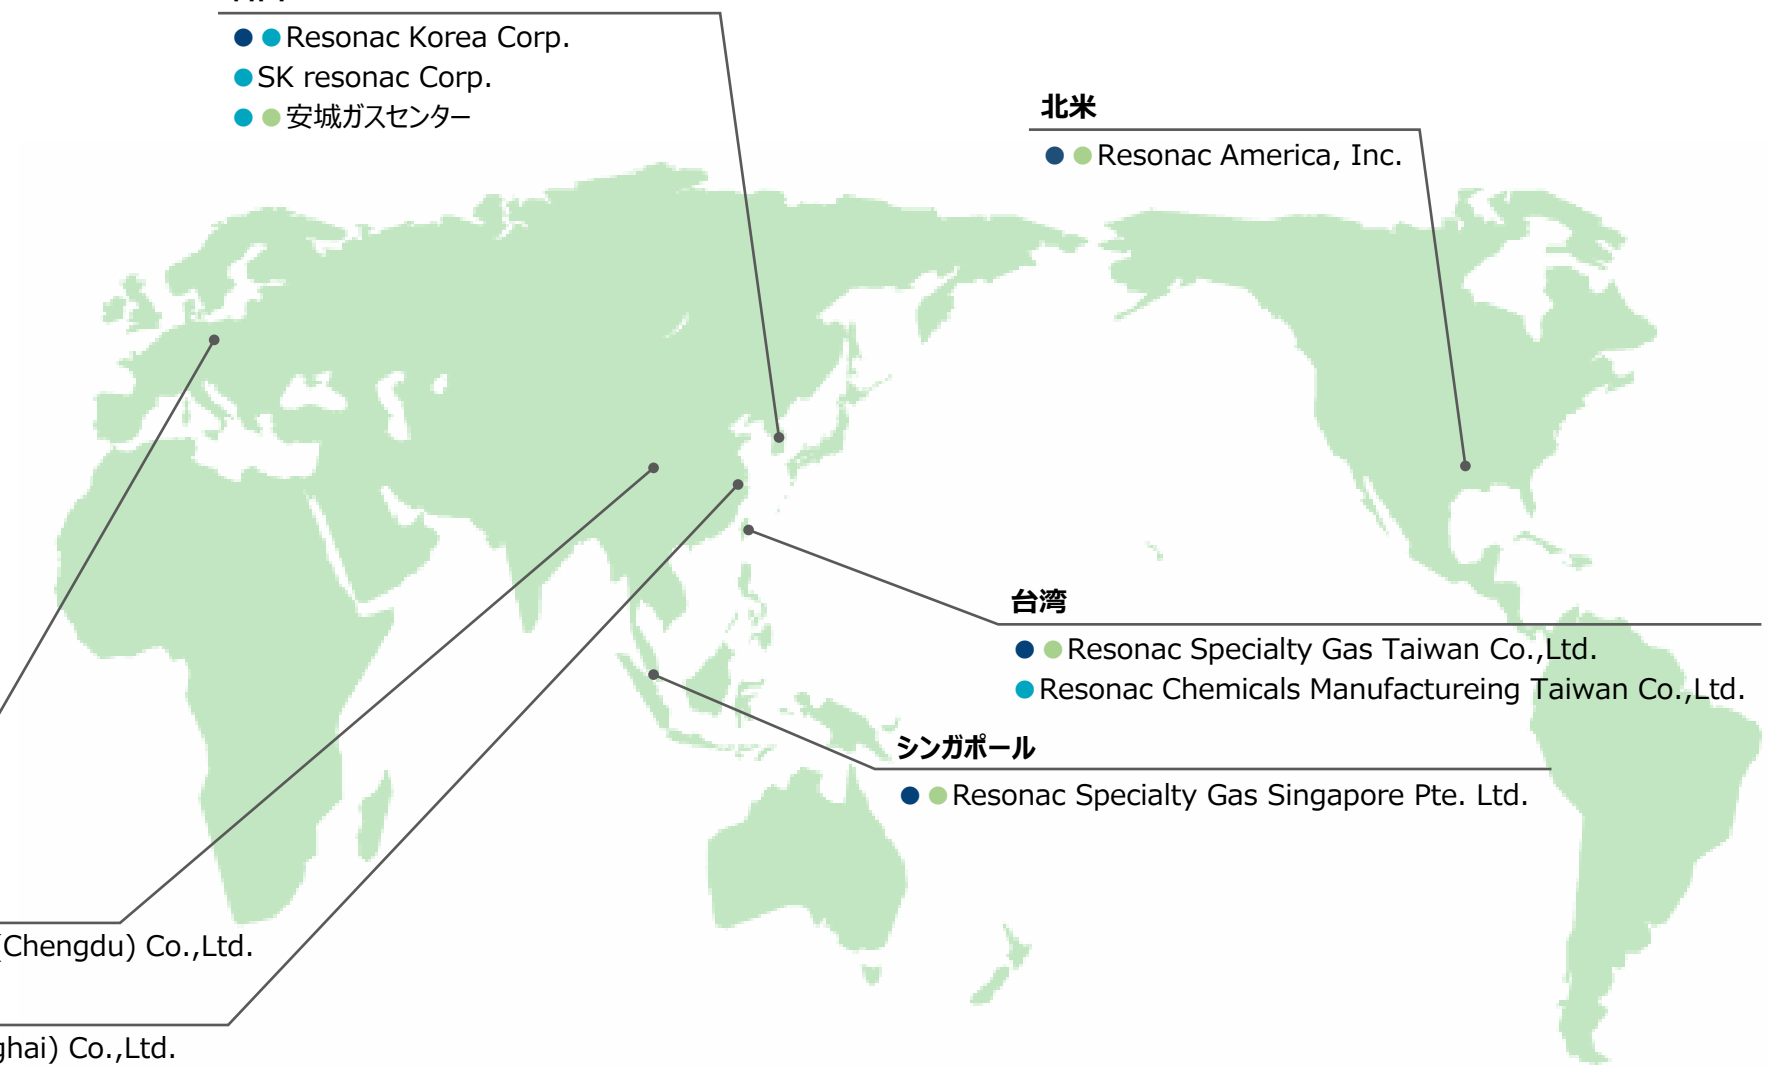 Resonac Korea Corp.
SK resonac Corp.
安城ガスセンター
北米
Resonac America, Inc.
台湾
Resonac Specialty Gas Taiwan Co.,Ltd.
Resonac Chemicals Manufactureing Taiwan Co.,Ltd.
シンガポール
Resonac Specialty Gas Singapore Pte. Ltd.
(Chengdu) Co.,Ltd.
ghai) Co.,Ltd.